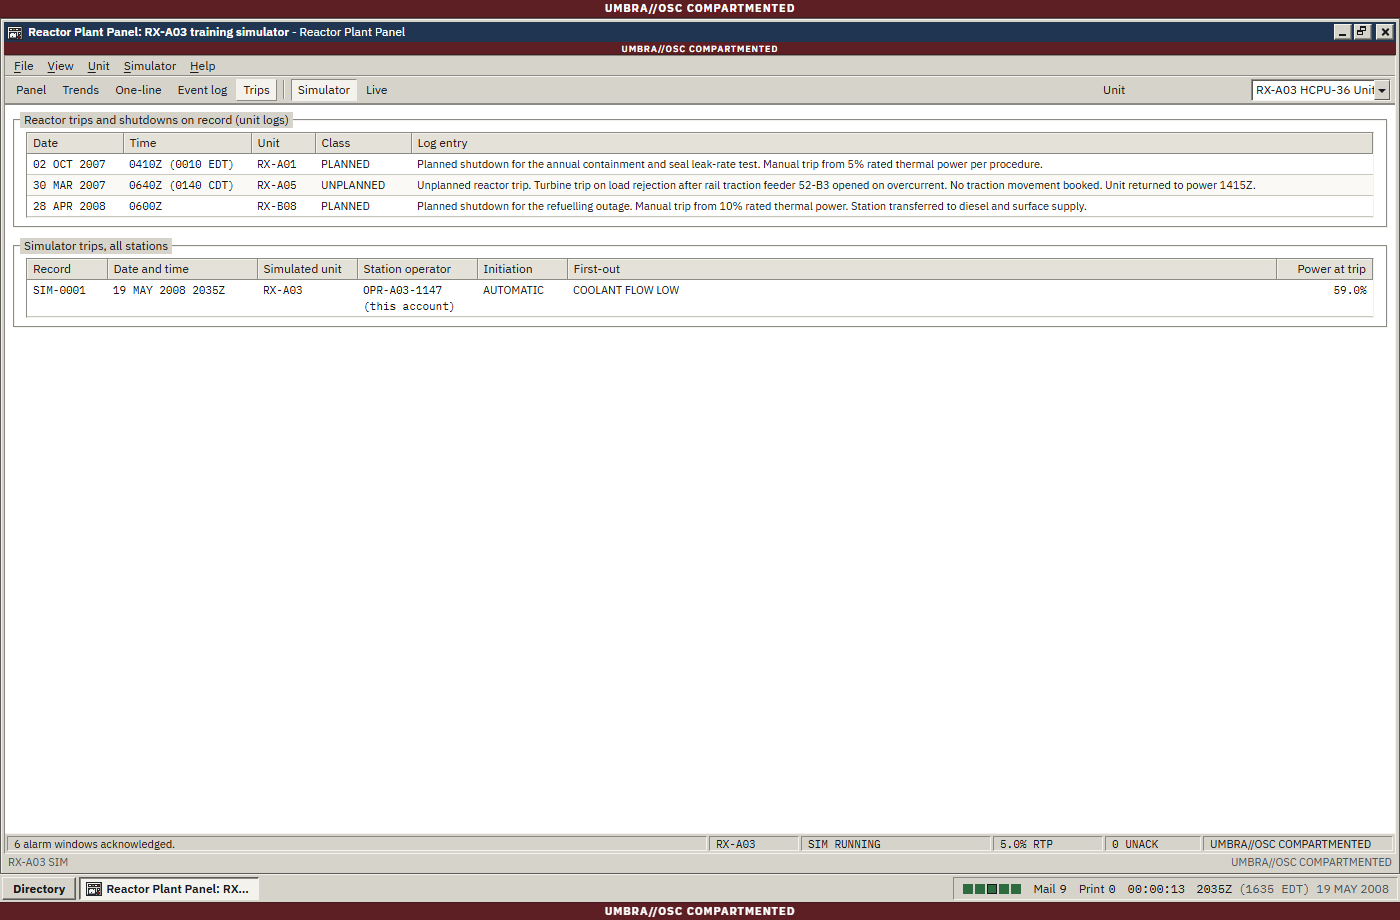 UMBRA//OSC COMPARTMENTED
Reactor Plant Panel: RX-A03 training simulator - Reactor Plant Panel
UMBRA//OSC COMPARTMENTED
File View Unit Simulator Help
Panel Trends One-line Event log Trips Simulator Live Unit RX-A03 HCPU-36 Unit
Reactor trips and shutdowns on record (unit logs)
Date Time Unit Class Log entry
02 OCT 2007 0410Z (0010 EDT) RX-A01 PLANNED Planned shutdown for the annual containment and seal leak-rate test. Manual trip from 5% rated thermal power per procedure.
30 MAR 2007 0640Z (0140 CDT) RX-A05 UNPLANNED Unplanned reactor trip. Turbine trip on load rejection after rail traction feeder 52-B3 opened on overcurrent. No traction movement booked. Unit returned to power 1415Z.
28 APR 2008 0600Z RX-B08 PLANNED Planned shutdown for the refuelling outage. Manual trip from 10% rated thermal power. Station transferred to diesel and surface supply.
Simulator trips, all stations
Record Date and time Simulated unit Station operator Initiation First-out Power at trip
SIM-0001 19 MAY 2008 2035Z RX-A03 OPR-A03-1147 AUTOMATIC COOLANT FLOW LOW 59.0%
(this account)
6 alarm windows acknowledged. RX-A03 SIM RUNNING 5.0% RTP 0 UNACK UMBRA//OSC COMPARTMENTED
RX-A03 SIM UMBRA//OSC COMPARTMENTED
Directory Reactor Plant Panel: RX... Mail 9 Print 0 00:00:13 2035Z (1635 EDT) 19 MAY 2008
UMBRA//OSC COMPARTMENTED